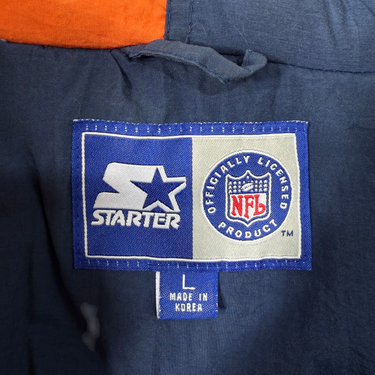 STARTER
OFFICIALLY LICENSED
NFL
PRODUCT
TM
L
MADE IN
KOREA